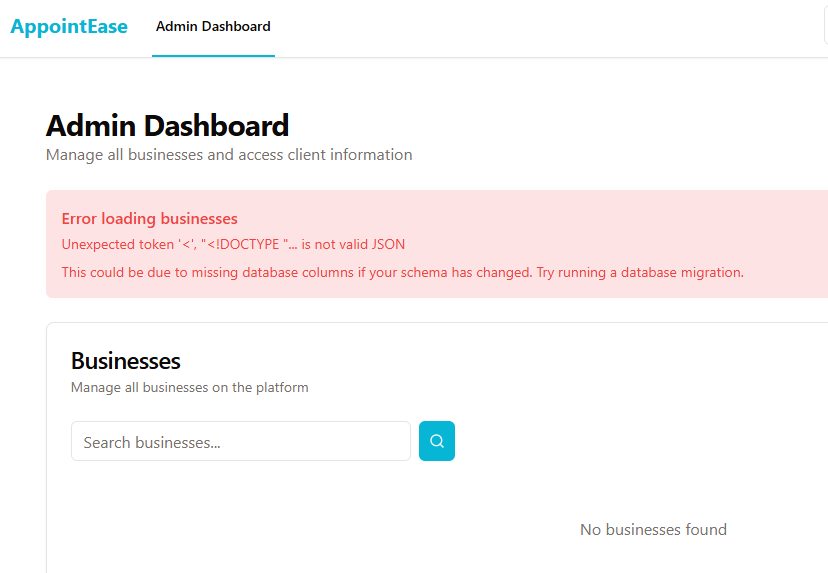 AppointEase
Admin Dashboard
Admin Dashboard
Manage all businesses and access client information
Error loading businesses
Unexpected token '<', "<!DOCTYPE "... is not valid JSON
This could be due to missing database columns if your schema has changed. Try running a database migration.
Businesses
Manage all businesses on the platform
Search businesses...
No businesses found